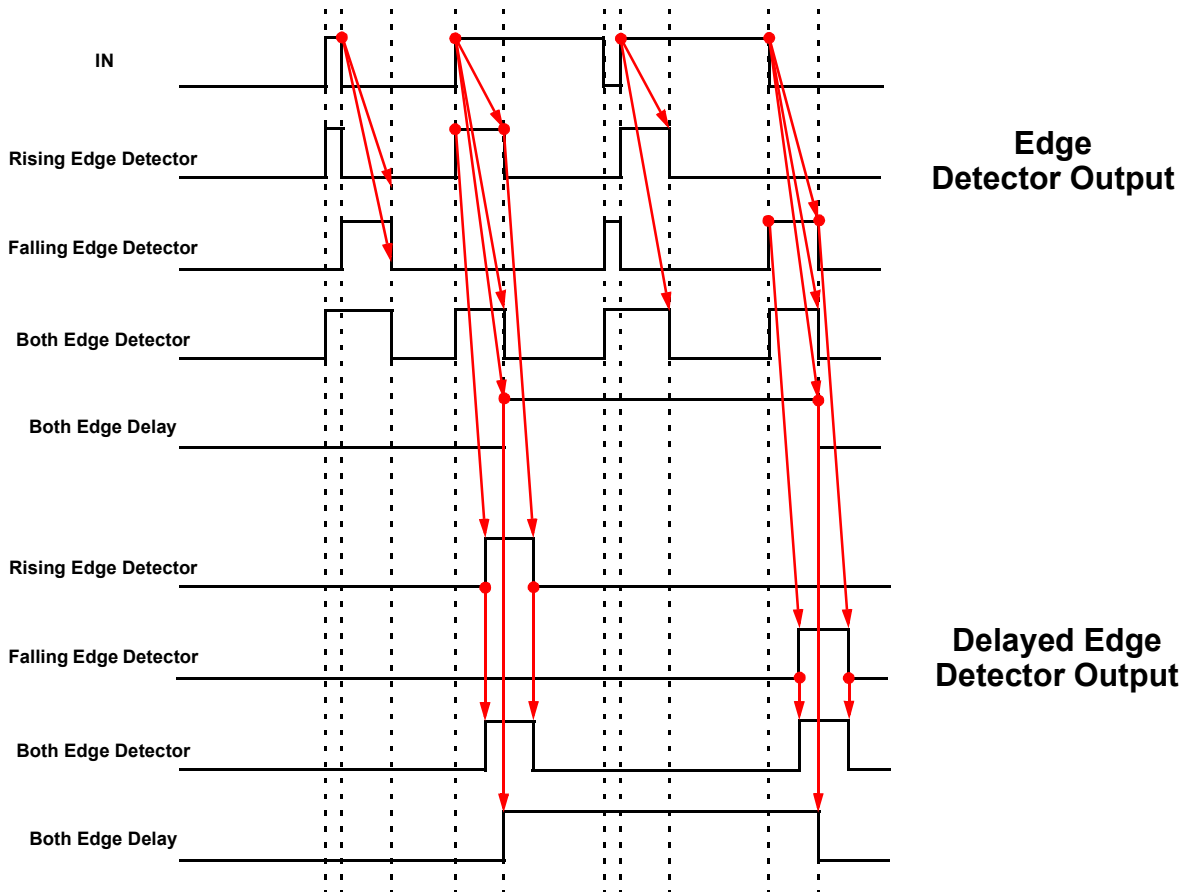 IN
Rising Edge Detector
Falling Edge Detector
Both Edge Detector
Both Edge Delay
Edge
Detector Output
Rising Edge Detector
Falling Edge Detector
Both Edge Detector
Both Edge Delay
Delayed Edge
Detector Output